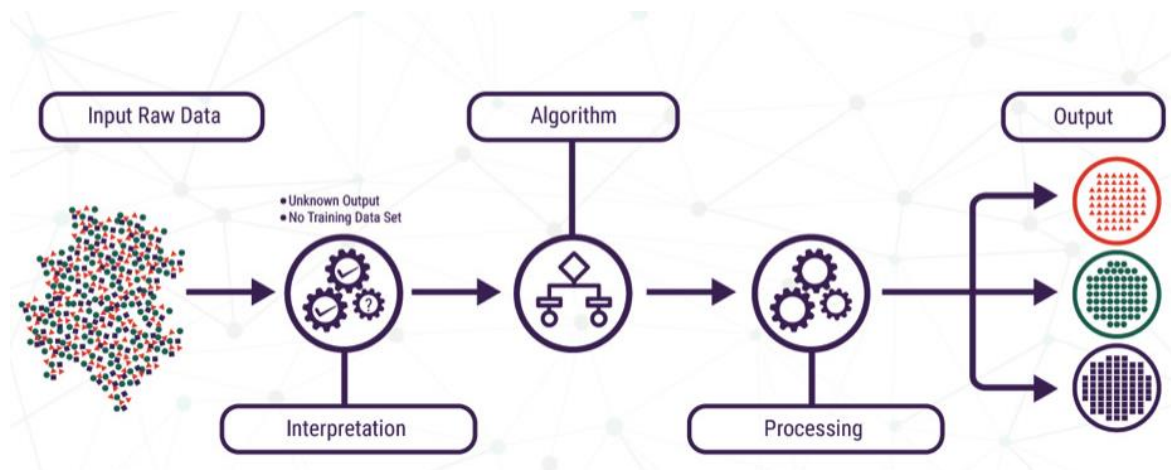 Input Raw Data
Algorithm
Output
● Unknown Output
● No Training Data Set
?
Interpretation
Processing